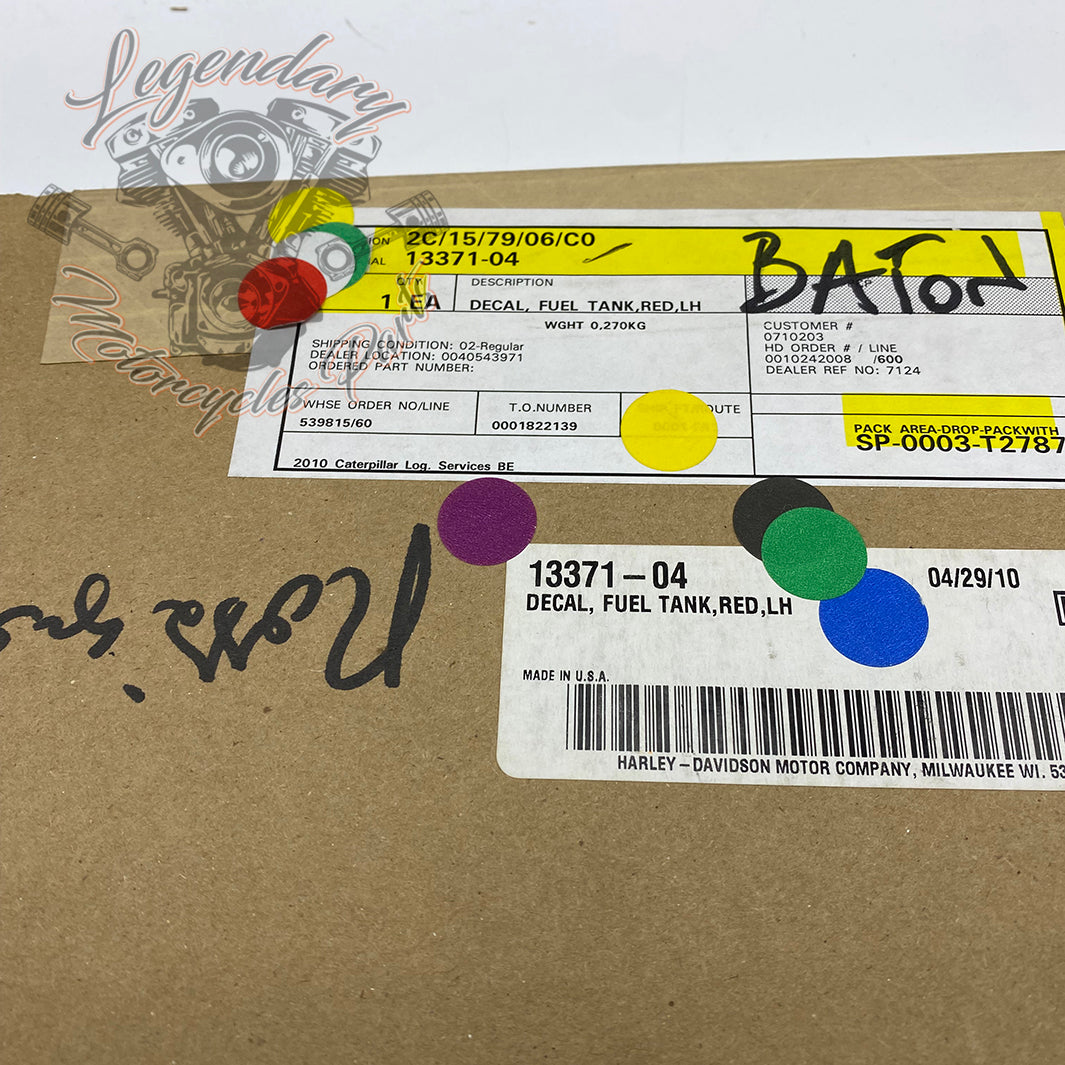 Legendary
Motorcycles Parts
2C/15/79/06/C0
13371-04
BATON
QTY
1 EA
DESCRIPTION
DECAL, FUEL TANK,RED,LH
WGHT 0,270KG
SHIPPING CONDITION: 02-Regular
DEALER LOCATION: 0040543971
ORDERED PART NUMBER:
CUSTOMER #
0710203
HD ORDER # / LINE
0010242008 /600
DEALER REF NO: 7124
WHSE ORDER NO/LINE
539815/60
T.O.NUMBER
0001822139
PACK AREA-DROP-PACKWITH
SP-0003-T2787
2010 Caterpillar Log. Services BE
13371-04
04/29/10
DECAL, FUEL TANK,RED,LH
MADE IN U.S.A.
HARLEY-DAVIDSON MOTOR COMPANY, MILWAUKEE WI. 53